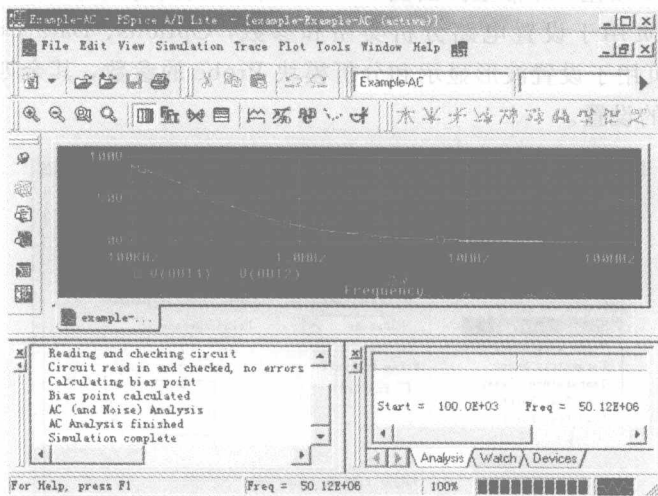 Example-AC - PSpice A/D Lite - [example-Example-AC (active)]
File Edit View Simulation Trace Plot Tools Window Help
Example-AC
100V
50V
0V
100KHz 1.0MHz 10MHz 100MHz
V(OUT1) V(OUT2)
Frequency
example-...
Reading and checking circuit
Circuit read in and checked, no errors
Calculating bias point
Bias point calculated
AC (and Noise) Analysis
AC Analysis finished
Simulation complete
Start = 100.0E+03 Freq = 50.12E+06
Analysis Watch Devices
For Help, press F1 Freq = 50.12E+06 100%